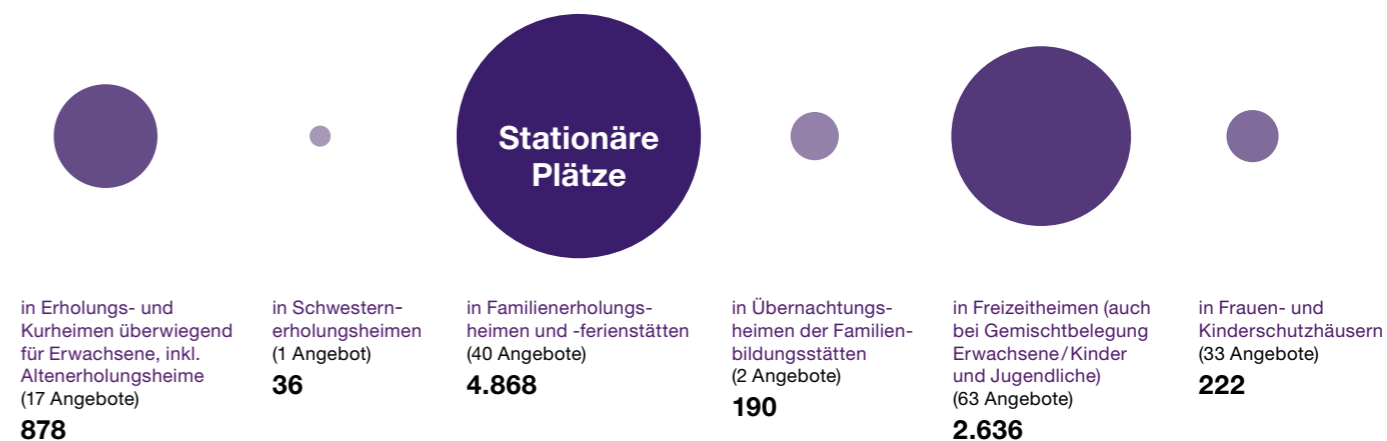 Stationäre
Plätze
in Erholungs- und
Kurheimen überwiegend
für Erwachsene, inkl.
Altenerholungsheime
(17 Angebote)
878
in Schwestern-
erholungsheimen
(1 Angebot)
36
in Familienerholungs-
heimen und -ferienstätten
(40 Angebote)
4.868
in Übernachtungs-
heimen der Familien-
bildungsstätten
(2 Angebote)
190
in Freizeitheimen (auch
bei Gemischtbelegung
Erwachsene/Kinder
und Jugendliche)
(63 Angebote)
2.636
in Frauen- und
Kinderschutzhäusern
(33 Angebote)
222